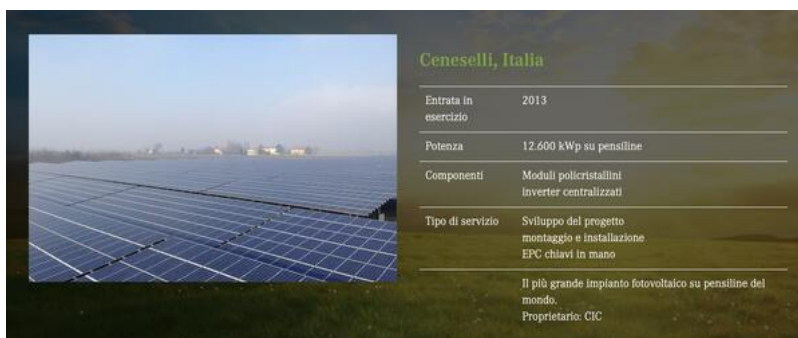 Ceneselli, Italia
Entrata in
esercizio
2013
Potenza
12.600 kWp su pensiline
Componenti
Moduli policristallini
inverter centralizzati
Tipo di servizio
Sviluppo del progetto
montaggio e installazione
EPC chiavi in mano
Il più grande impianto fotovoltaico su pensiline del
mondo.
Proprietario: CIC